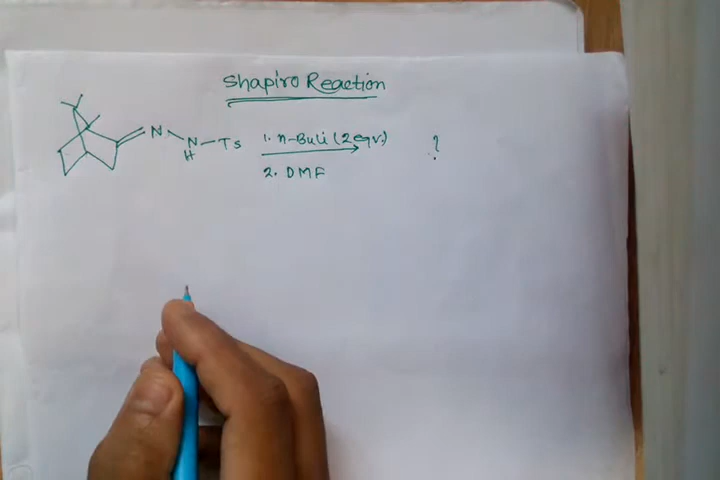 Shapiro Reaction
N N-Ts 1. n-BuLi (2eqv.) ?
H
2. DMF